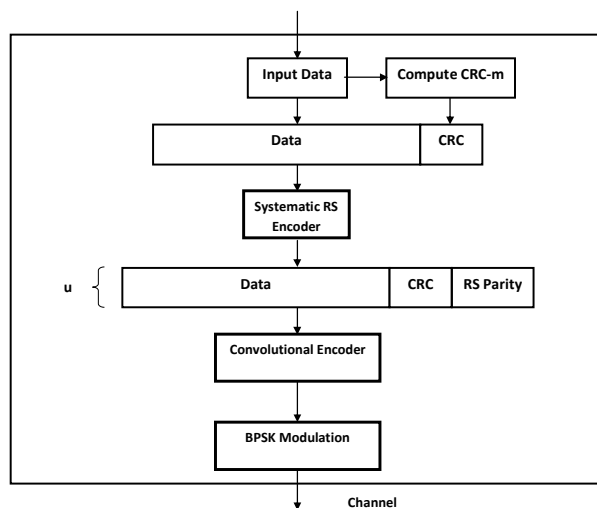 Input Data
Compute CRC-m
Data
CRC
Systematic RS
Encoder
u
Data
CRC
RS Parity
Convolutional Encoder
BPSK Modulation
Channel